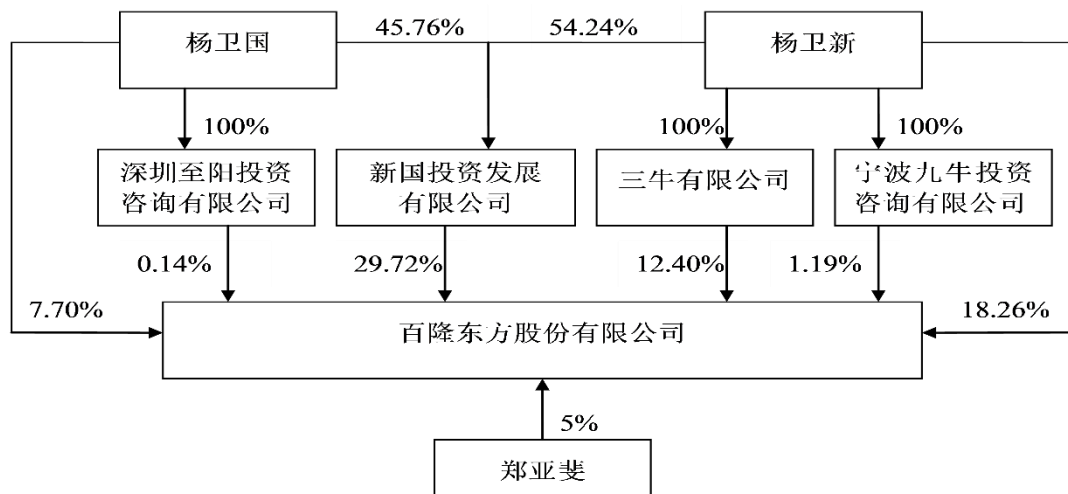 杨卫国
45.76%
54.24%
杨卫新
100%
100%
100%
深圳至阳投资
咨询有限公司
新国投资发展
有限公司
三牛有限公司
宁波九牛投资
咨询有限公司
0.14%
29.72%
12.40%
1.19%
7.70%
18.26%
百隆东方股份有限公司
5%
郑亚斐